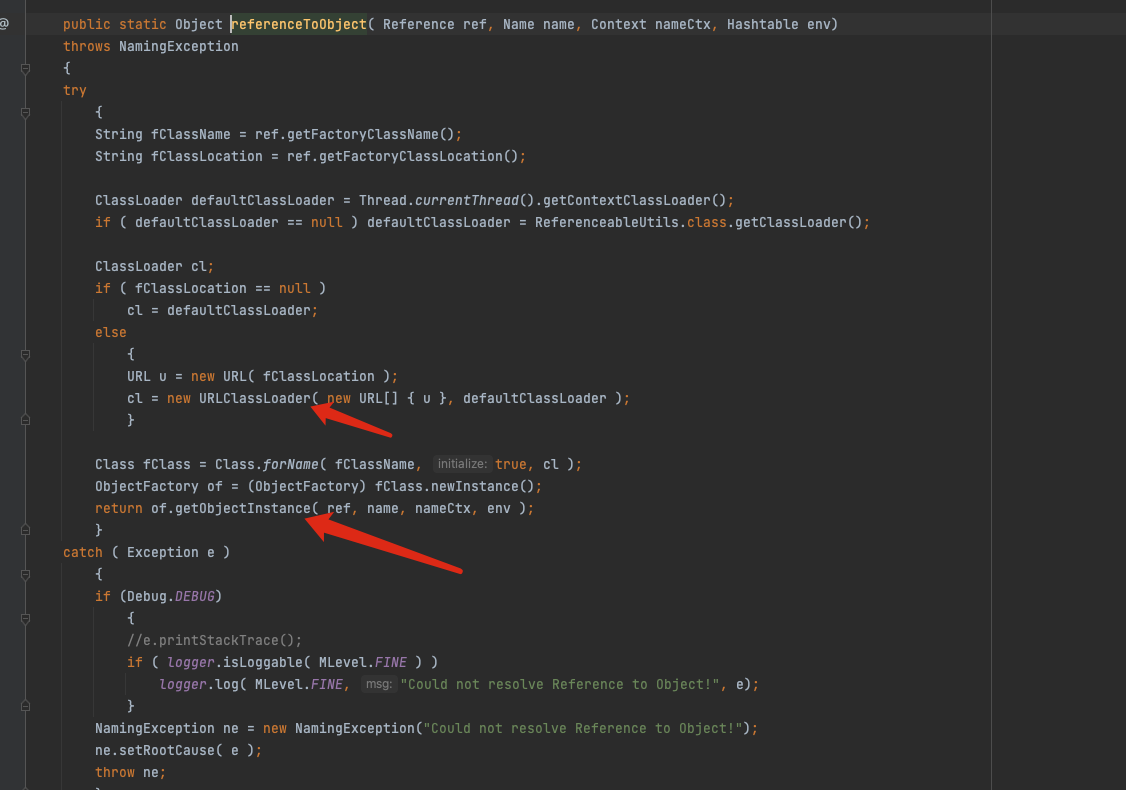 @
public static Object referenceToObject( Reference ref, Name name, Context nameCtx, Hashtable env)
throws NamingException
{
try
{
String fClassName = ref.getFactoryClassName();
String fClassLocation = ref.getFactoryClassLocation();
ClassLoader defaultClassLoader = Thread.currentThread().getContextClassLoader();
if ( defaultClassLoader == null ) defaultClassLoader = ReferenceableUtils.class.getClassLoader();
ClassLoader cl;
if ( fClassLocation == null )
cl = defaultClassLoader;
else
{
URL u = new URL( fClassLocation );
cl = new URLClassLoader( new URL[] { u }, defaultClassLoader );
}
Class fClass = Class.forName( fClassName, initialize: true, cl );
ObjectFactory of = (ObjectFactory) fClass.newInstance();
return of.getObjectInstance( ref, name, nameCtx, env );
}
catch ( Exception e )
{
if (Debug.DEBUG)
{
//e.printStackTrace();
if ( logger.isLoggable( MLevel.FINE ) )
logger.log( MLevel.FINE, msg: "Could not resolve Reference to Object!", e);
}
NamingException ne = new NamingException("Could not resolve Reference to Object!");
ne.setRootCause( e );
throw ne;